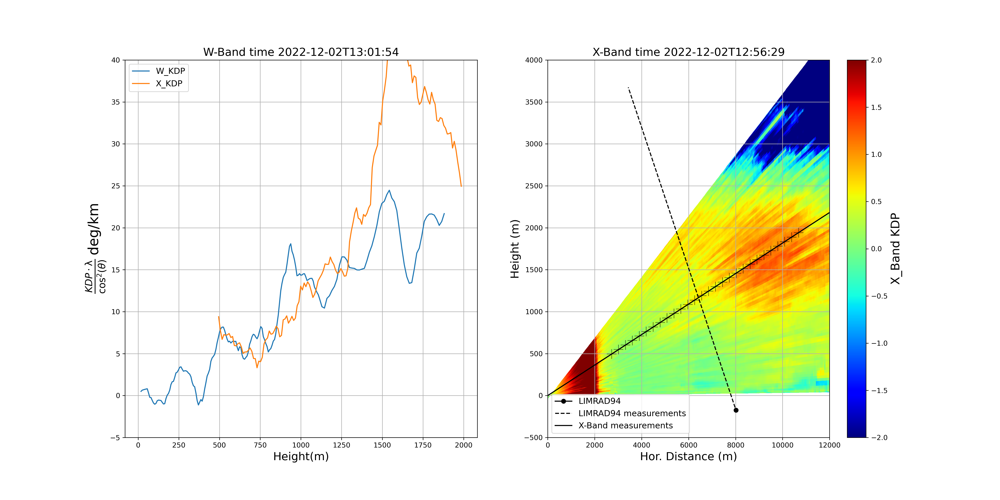 W-Band time 2022-12-02T13:01:54
W_KDP
X_KDP
40
35
30
25
20
15
10
5
0
−5
0 250 500 750 1000 1250 1500 1750 2000
Height(m)
KDP · λ / cos²(θ) deg/km
X-Band time 2022-12-02T12:56:29
4000
3500
3000
2500
2000
1500
1000
500
0
−500
Height (m)
LIMRAD94
LIMRAD94 measurements
X-Band measurements
0 2000 4000 6000 8000 10000 12000
Hor. Distance (m)
2.0
1.5
1.0
0.5
0.0
−0.5
−1.0
−1.5
−2.0
X_Band KDP